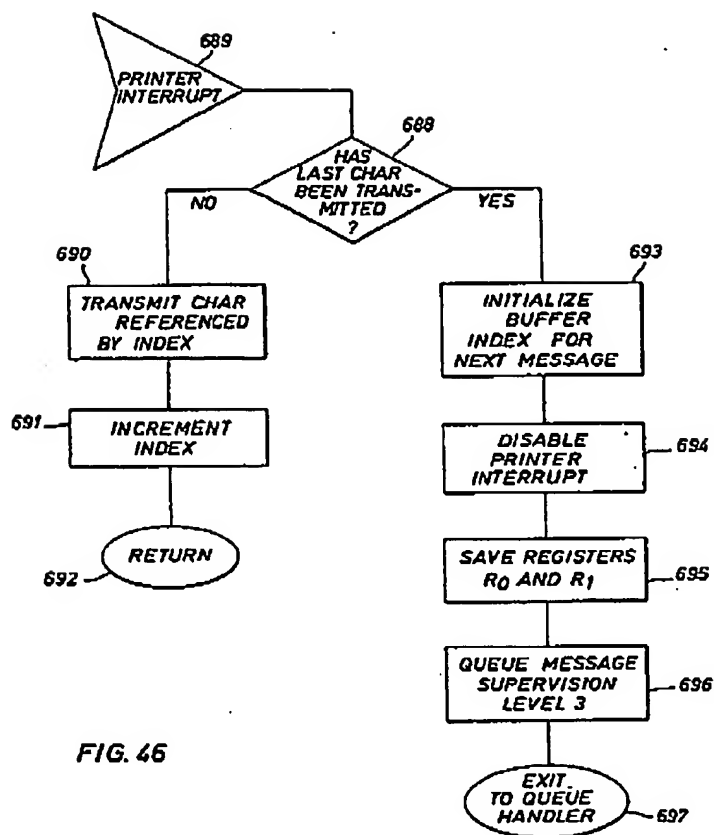 689
PRINTER
INTERRUPT
688
HAS
LAST CHAR
BEEN TRANS-
MITTED
?
NO
YES
690
TRANSMIT CHAR
REFERENCED
BY INDEX
691
INCREMENT
INDEX
692
RETURN
693
INITIALIZE
BUFFER
INDEX FOR
NEXT MESSAGE
DISABLE
PRINTER
INTERRUPT
694
SAVE REGISTERS
R0 AND R1
695
QUEUE MESSAGE
SUPERVISION
LEVEL 3
696
EXIT
TO QUEUE
HANDLER
697
FIG. 46